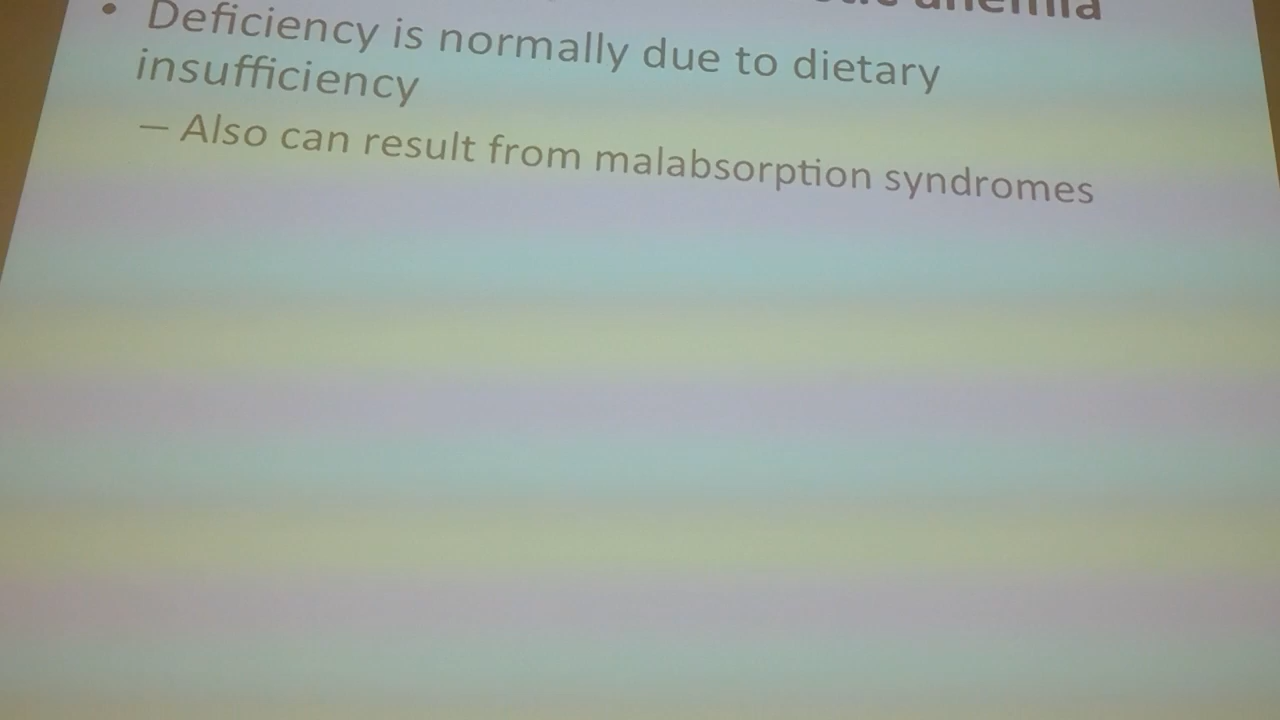 anemia
• Deficiency is normally due to dietary
insufficiency
– Also can result from malabsorption syndromes